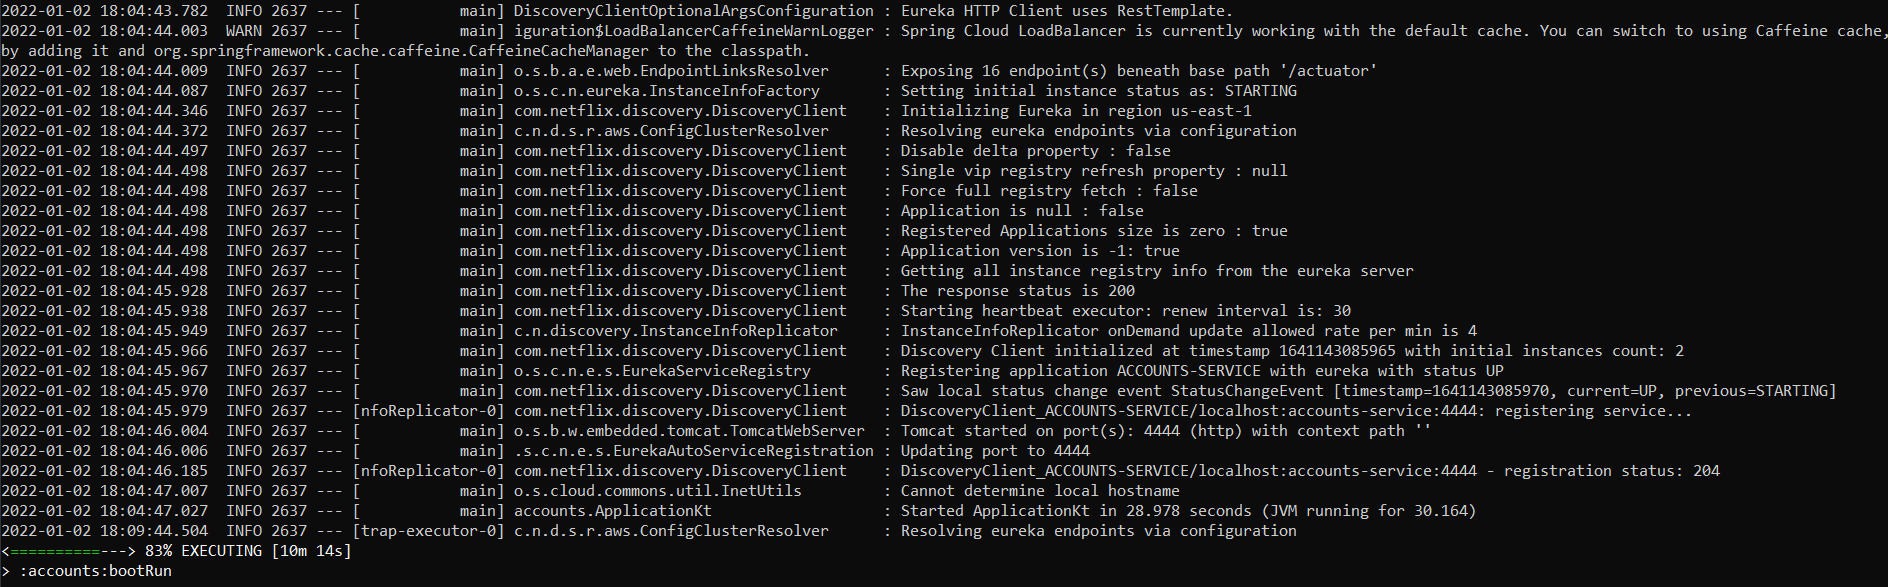 2022-01-02 18:04:43.782  INFO 2637 --- [           main] DiscoveryClientOptionalArgsConfiguration : Eureka HTTP Client uses RestTemplate.
2022-01-02 18:04:44.003  WARN 2637 --- [           main] iguration$LoadBalancerCaffeineWarnLogger : Spring Cloud LoadBalancer is currently working with the default cache. You can switch to using Caffeine cache,
by adding it and org.springframework.cache.caffeine.CaffeineCacheManager to the classpath.
2022-01-02 18:04:44.009  INFO 2637 --- [           main] o.s.b.a.e.web.EndpointLinksResolver      : Exposing 16 endpoint(s) beneath base path '/actuator'
2022-01-02 18:04:44.087  INFO 2637 --- [           main] o.s.c.n.eureka.InstanceInfoFactory       : Setting initial instance status as: STARTING
2022-01-02 18:04:44.346  INFO 2637 --- [           main] com.netflix.discovery.DiscoveryClient    : Initializing Eureka in region us-east-1
2022-01-02 18:04:44.372  INFO 2637 --- [           main] c.n.d.s.r.aws.ConfigClusterResolver      : Resolving eureka endpoints via configuration
2022-01-02 18:04:44.497  INFO 2637 --- [           main] com.netflix.discovery.DiscoveryClient    : Disable delta property : false
2022-01-02 18:04:44.498  INFO 2637 --- [           main] com.netflix.discovery.DiscoveryClient    : Single vip registry refresh property : null
2022-01-02 18:04:44.498  INFO 2637 --- [           main] com.netflix.discovery.DiscoveryClient    : Force full registry fetch : false
2022-01-02 18:04:44.498  INFO 2637 --- [           main] com.netflix.discovery.DiscoveryClient    : Application is null : false
2022-01-02 18:04:44.498  INFO 2637 --- [           main] com.netflix.discovery.DiscoveryClient    : Registered Applications size is zero : true
2022-01-02 18:04:44.498  INFO 2637 --- [           main] com.netflix.discovery.DiscoveryClient    : Application version is -1: true
2022-01-02 18:04:44.498  INFO 2637 --- [           main] com.netflix.discovery.DiscoveryClient    : Getting all instance registry info from the eureka server
2022-01-02 18:04:45.928  INFO 2637 --- [           main] com.netflix.discovery.DiscoveryClient    : The response status is 200
2022-01-02 18:04:45.938  INFO 2637 --- [           main] com.netflix.discovery.DiscoveryClient    : Starting heartbeat executor: renew interval is: 30
2022-01-02 18:04:45.949  INFO 2637 --- [           main] c.n.discovery.InstanceInfoReplicator     : InstanceInfoReplicator onDemand update allowed rate per min is 4
2022-01-02 18:04:45.966  INFO 2637 --- [           main] com.netflix.discovery.DiscoveryClient    : Discovery Client initialized at timestamp 1641143085965 with initial instances count: 2
2022-01-02 18:04:45.967  INFO 2637 --- [           main] o.s.c.n.e.s.EurekaServiceRegistry        : Registering application ACCOUNTS-SERVICE with eureka with status UP
2022-01-02 18:04:45.970  INFO 2637 --- [           main] com.netflix.discovery.DiscoveryClient    : Saw local status change event StatusChangeEvent [timestamp=1641143085970, current=UP, previous=STARTING]
2022-01-02 18:04:45.979  INFO 2637 --- [nfoReplicator-0] com.netflix.discovery.DiscoveryClient    : DiscoveryClient_ACCOUNTS-SERVICE/localhost:accounts-service:4444: registering service...
2022-01-02 18:04:46.004  INFO 2637 --- [           main] o.s.b.w.embedded.tomcat.TomcatWebServer  : Tomcat started on port(s): 4444 (http) with context path ''
2022-01-02 18:04:46.006  INFO 2637 --- [           main] .s.c.n.e.s.EurekaAutoServiceRegistration : Updating port to 4444
2022-01-02 18:04:46.185  INFO 2637 --- [nfoReplicator-0] com.netflix.discovery.DiscoveryClient    : DiscoveryClient_ACCOUNTS-SERVICE/localhost:accounts-service:4444 - registration status: 204
2022-01-02 18:04:47.007  INFO 2637 --- [           main] o.s.cloud.commons.util.InetUtils         : Cannot determine local hostname
2022-01-02 18:04:47.027  INFO 2637 --- [           main] accounts.ApplicationKt                   : Started ApplicationKt in 28.978 seconds (JVM running for 30.164)
2022-01-02 18:09:44.504  INFO 2637 --- [trap-executor-0] c.n.d.s.r.aws.ConfigClusterResolver      : Resolving eureka endpoints via configuration
<==========---> 83% EXECUTING [10m 14s]
> :accounts:bootRun